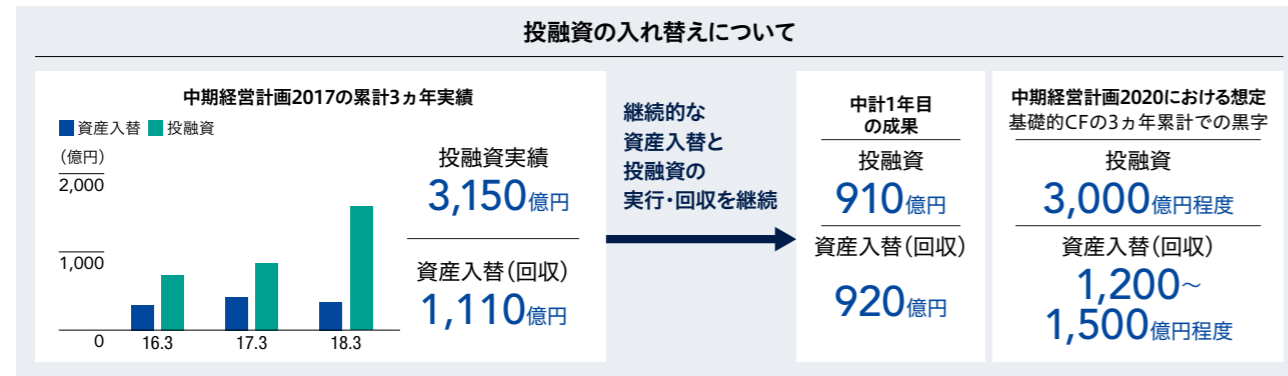 投融資の入れ替えについて
中期経営計画2017の累計3ヵ年実績
資産入替 投融資
（億円）
2,000
1,000
0
16.3 17.3 18.3
投融資実績
3,150億円
資産入替（回収）
1,110億円
継続的な
資産入替と
投融資の
実行・回収を継続
中計1年目
の成果
投融資
910億円
資産入替（回収）
920億円
中期経営計画2020における想定
基礎的CFの3ヵ年累計での黒字
投融資
3,000億円程度
資産入替（回収）
1,200～
1,500億円程度